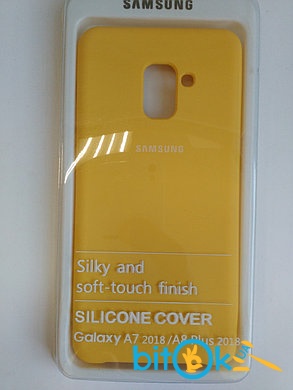 SAMSUNG
SAMSUNG
Silky and
soft-touch finish
SILICONE COVER
Galaxy A7 2018 /A8 Plus 2018
bitok